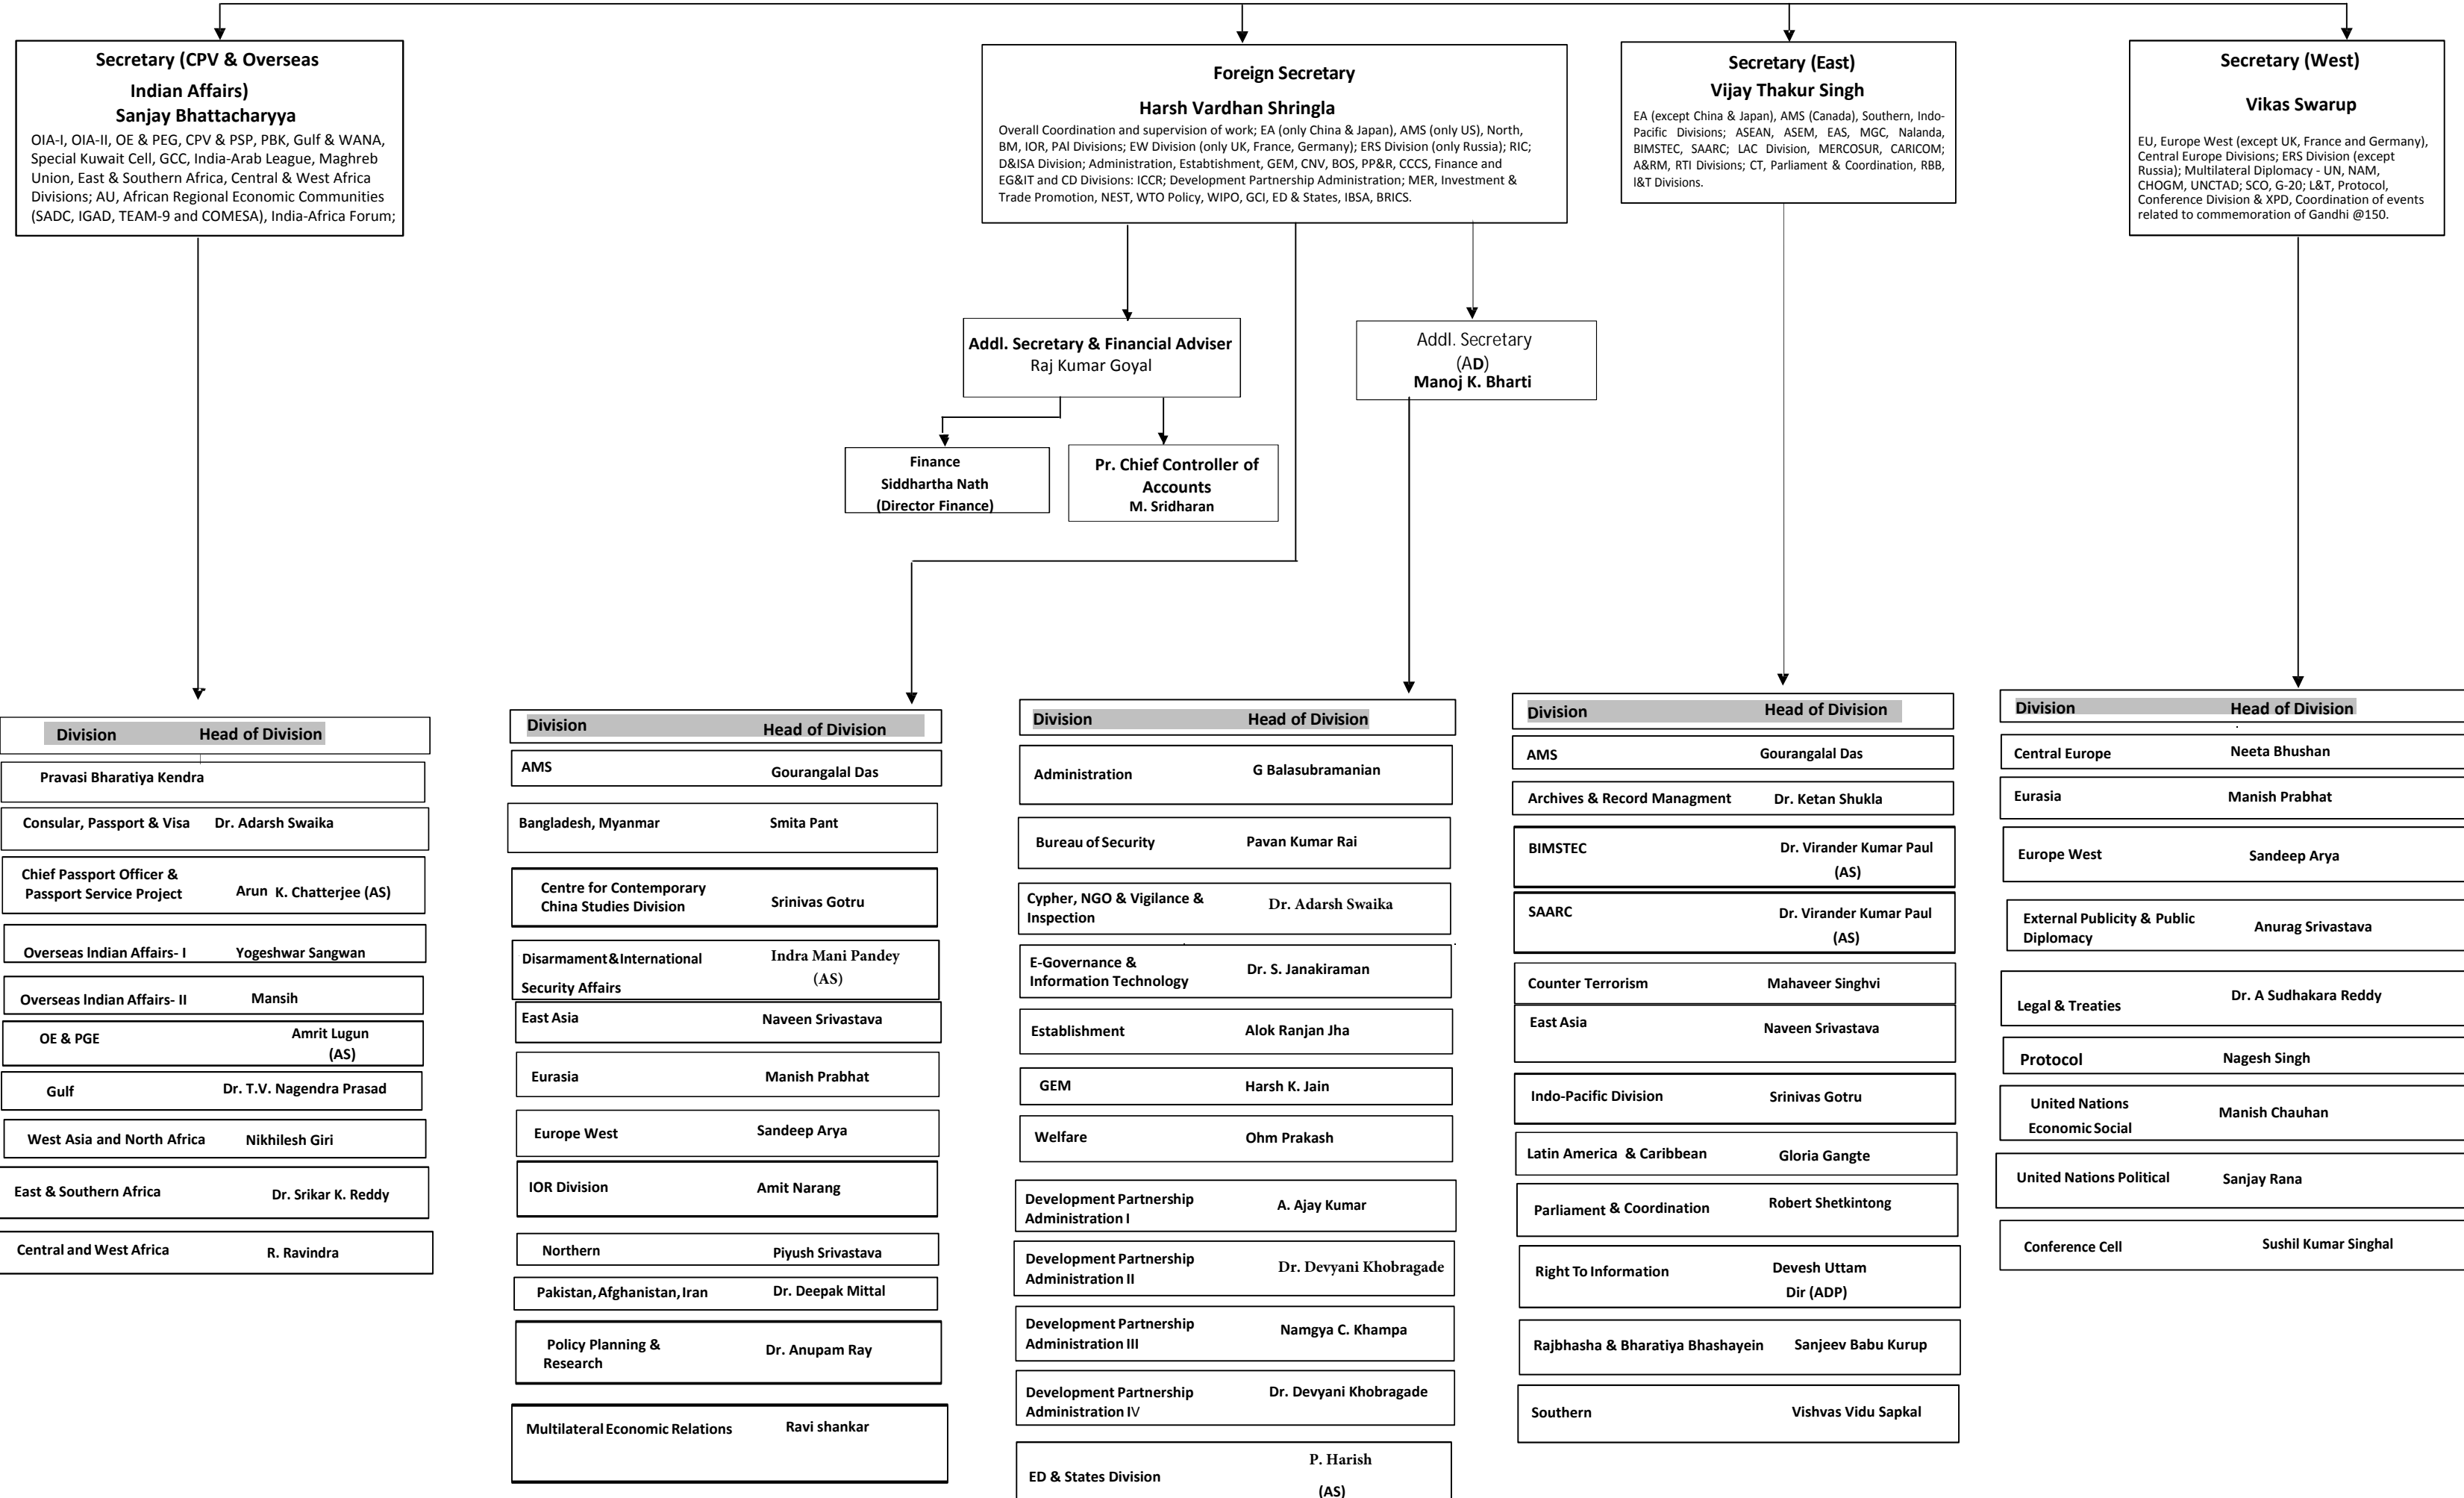 Secretary (CPV & Overseas
Indian Affairs)
Sanjay Bhattacharyya
OIA-I, OIA-II, OE & PEG, CPV & PSP, PBK, Gulf & WANA,
Special Kuwait Cell, GCC, India-Arab League, Maghreb
Union, East & Southern Africa, Central & West Africa
Divisions; AU, African Regional Economic Communities
(SADC, IGAD, TEAM-9 and COMESA), India-Africa Forum;
Foreign Secretary
Harsh Vardhan Shringla
Overall Coordination and supervision of work; EA (only China & Japan), AMS (only US), North,
BM, IOR, PAI Divisions; EW Division (only UK, France, Germany); ERS Division (only Russia); RIC;
D&ISA Division; Administration, Estabtishment, GEM, CNV, BOS, PP&R, CCCS, Finance and
EG&IT and CD Divisions: ICCR; Development Partnership Administration; MER, Investment &
Trade Promotion, NEST, WTO Policy, WIPO, GCI, ED & States, IBSA, BRICS.
Secretary (East)
Vijay Thakur Singh
EA (except China & Japan), AMS (Canada), Southern, Indo-
Pacific Divisions; ASEAN, ASEM, EAS, MGC, Nalanda,
BIMSTEC, SAARC; LAC Division, MERCOSUR, CARICOM;
A&RM, RTI Divisions; CT, Parliament & Coordination, RBB,
I&T Divisions.
Secretary (West)
Vikas Swarup
EU, Europe West (except UK, France and Germany),
Central Europe Divisions; ERS Division (except
Russia); Multilateral Diplomacy - UN, NAM,
CHOGM, UNCTAD; SCO, G-20; L&T, Protocol,
Conference Division & XPD, Coordination of events
related to commemoration of Gandhi @150.
Addl. Secretary & Financial Adviser
Raj Kumar Goyal
Addl. Secretary
(AD)
Manoj K. Bharti
Finance
Siddhartha Nath
(Director Finance)
Pr. Chief Controller of
Accounts
M. Sridharan
Division Head of Division
Pravasi Bharatiya Kendra
Consular, Passport & Visa Dr. Adarsh Swaika
Chief Passport Officer &
Passport Service Project Arun K. Chatterjee (AS)
Overseas Indian Affairs- I Yogeshwar Sangwan
Overseas Indian Affairs- II Mansih
OE & PGE Amrit Lugun
(AS)
Gulf Dr. T.V. Nagendra Prasad
West Asia and North Africa Nikhilesh Giri
East & Southern Africa Dr. Srikar K. Reddy
Central and West Africa R. Ravindra
Division Head of Division
AMS Gourangalal Das
Bangladesh, Myanmar Smita Pant
Centre for Contemporary
China Studies Division Srinivas Gotru
Disarmament&International Indra Mani Pandey
Security Affairs (AS)
East Asia Naveen Srivastava
Eurasia Manish Prabhat
Europe West Sandeep Arya
IOR Division Amit Narang
Northern Piyush Srivastava
Pakistan,Afghanistan,Iran Dr. Deepak Mittal
Policy Planning &
Research Dr. Anupam Ray
Multilateral Economic Relations Ravi shankar
Division Head of Division
Administration G Balasubramanian
Bureau of Security Pavan Kumar Rai
Cypher, NGO & Vigilance & Dr. Adarsh Swaika
Inspection
E-Governance &
Information Technology Dr. S. Janakiraman
Establishment Alok Ranjan Jha
GEM Harsh K. Jain
Welfare Ohm Prakash
Development Partnership
Administration I A. Ajay Kumar
Development Partnership
Administration II Dr. Devyani Khobragade
Development Partnership
Administration III Namgya C. Khampa
Development Partnership
Administration IV Dr. Devyani Khobragade
ED & States Division P. Harish
(AS)
Division Head of Division
AMS Gourangalal Das
Archives & Record Managment Dr. Ketan Shukla
BIMSTEC Dr. Virander Kumar Paul
(AS)
SAARC Dr. Virander Kumar Paul
(AS)
Counter Terrorism Mahaveer Singhvi
East Asia Naveen Srivastava
Indo-Pacific Division Srinivas Gotru
Latin America & Caribbean Gloria Gangte
Parliament & Coordination Robert Shetkintong
Right To Information Devesh Uttam
Dir (ADP)
Rajbhasha & Bharatiya Bhashayein Sanjeev Babu Kurup
Southern Vishvas Vidu Sapkal
Division Head of Division
Central Europe Neeta Bhushan
Eurasia Manish Prabhat
Europe West Sandeep Arya
External Publicity & Public
Diplomacy Anurag Srivastava
Legal & Treaties Dr. A Sudhakara Reddy
Protocol Nagesh Singh
United Nations
Economic Social Manish Chauhan
United Nations Political Sanjay Rana
Conference Cell Sushil Kumar Singhal